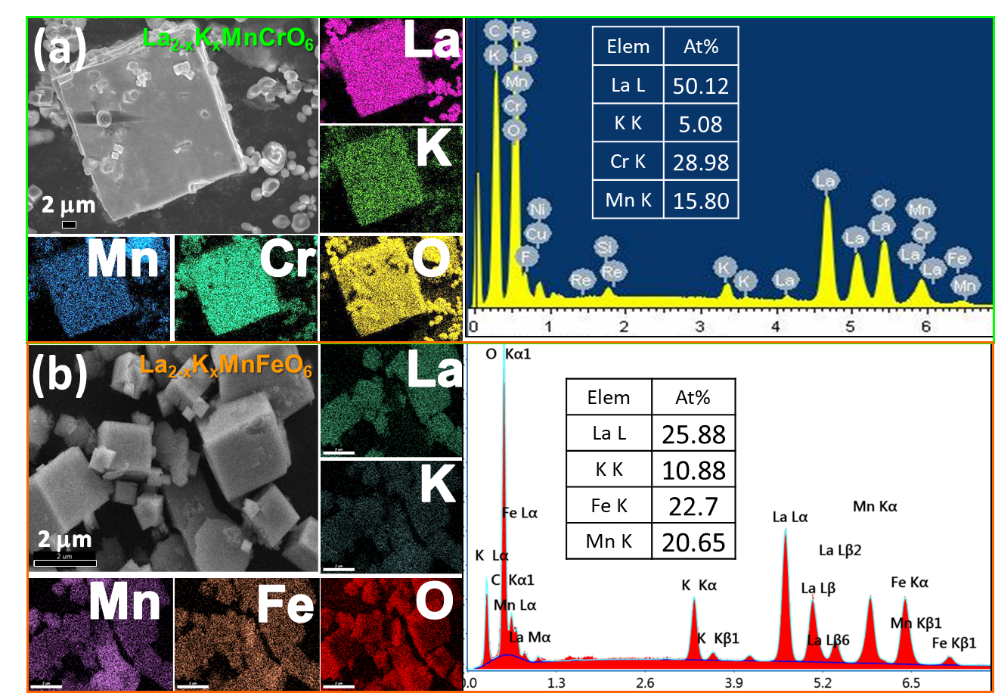 (a)
La2-xKxMnCrO6
2 μm
La
K
Mn
Cr
O
C Fe
K La
Mn
Cr
O
Ni
Cu
F
Re
Si
Re
K
K
La
La
La
Cr
La
Mn
Cr
La
La
Fe
Mn
Elem At%
La L 50.12
K K 5.08
Cr K 28.98
Mn K 15.80
0 1 2 3 4 5 6
(b)
La2-xKxMnFeO6
2 μm
2 um
La
K
Mn
Fe
O
O Kα1
Fe Lα
K Lα
C Kα1
Mn Lα
La Mα
K Kα
K Kβ1
La Lα
La Lβ
La Lβ2
La Lβ6
Mn Kα
Fe Kα
Mn Kβ1
Fe Kβ1
Elem At%
La L 25.88
K K 10.88
Fe K 22.7
Mn K 20.65
0.0 1.3 2.6 3.9 5.2 6.5